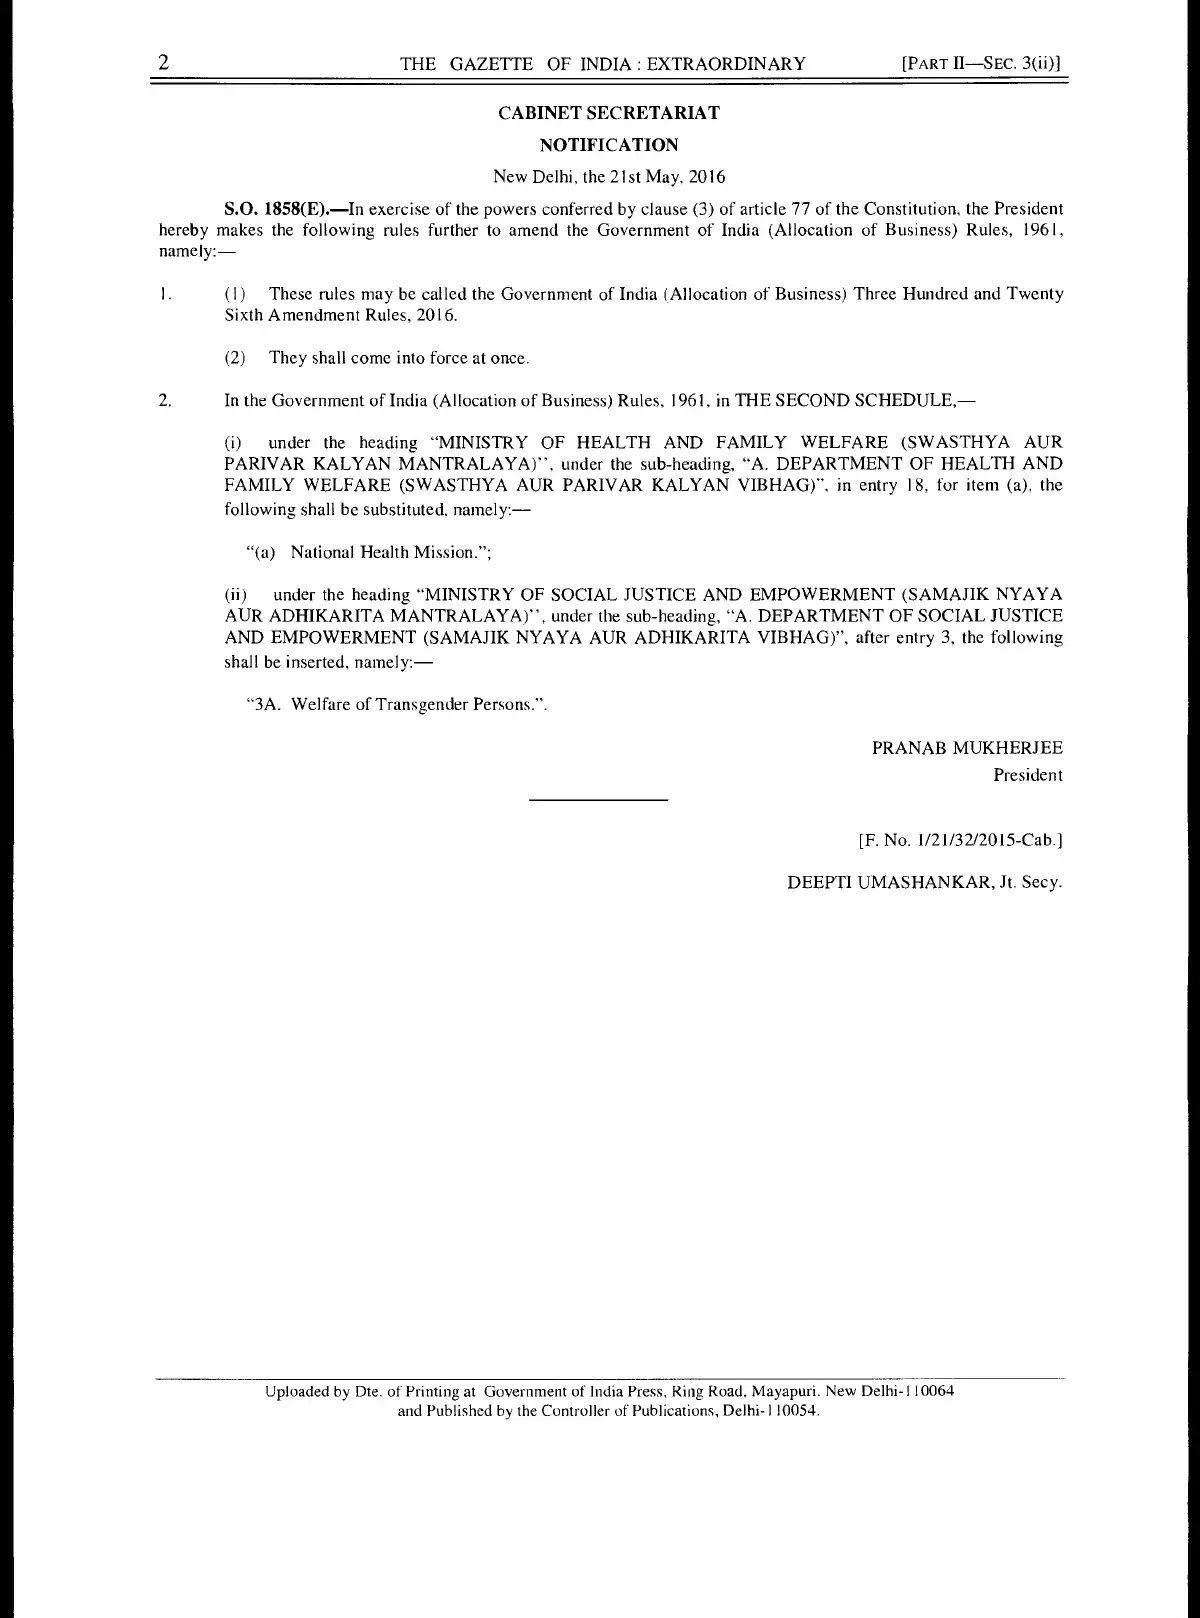 2 THE GAZETTE OF INDIA : EXTRAORDINARY [PART II—SEC. 3(ii)]
CABINET SECRETARIAT
NOTIFICATION
New Delhi, the 21st May, 2016
S.O. 1858(E).—In exercise of the powers conferred by clause (3) of article 77 of the Constitution, the President
hereby makes the following rules further to amend the Government of India (Allocation of Business) Rules, 1961,
namely:—
1. (1) These rules may be called the Government of India (Allocation of Business) Three Hundred and Twenty
Sixth Amendment Rules, 2016.
(2) They shall come into force at once.
2. In the Government of India (Allocation of Business) Rules, 1961, in THE SECOND SCHEDULE,—
(i) under the heading “MINISTRY OF HEALTH AND FAMILY WELFARE (SWASTHYA AUR
PARIVAR KALYAN MANTRALAYA)”, under the sub-heading, “A. DEPARTMENT OF HEALTH AND
FAMILY WELFARE (SWASTHYA AUR PARIVAR KALYAN VIBHAG)”, in entry 18, for item (a), the
following shall be substituted, namely:—
“(a) National Health Mission.”;
(ii) under the heading “MINISTRY OF SOCIAL JUSTICE AND EMPOWERMENT (SAMAJIK NYAYA
AUR ADHIKARITA MANTRALAYA)”, under the sub-heading, “A. DEPARTMENT OF SOCIAL JUSTICE
AND EMPOWERMENT (SAMAJIK NYAYA AUR ADHIKARITA VIBHAG)”, after entry 3, the following
shall be inserted, namely:—
“3A. Welfare of Transgender Persons.”.
PRANAB MUKHERJEE
President
[F. No. 1/21/32/2015-Cab.]
DEEPTI UMASHANKAR, Jt. Secy.
Uploaded by Dte. of Printing at Government of India Press, Ring Road, Mayapuri, New Delhi-110064
and Published by the Controller of Publications, Delhi-110054.